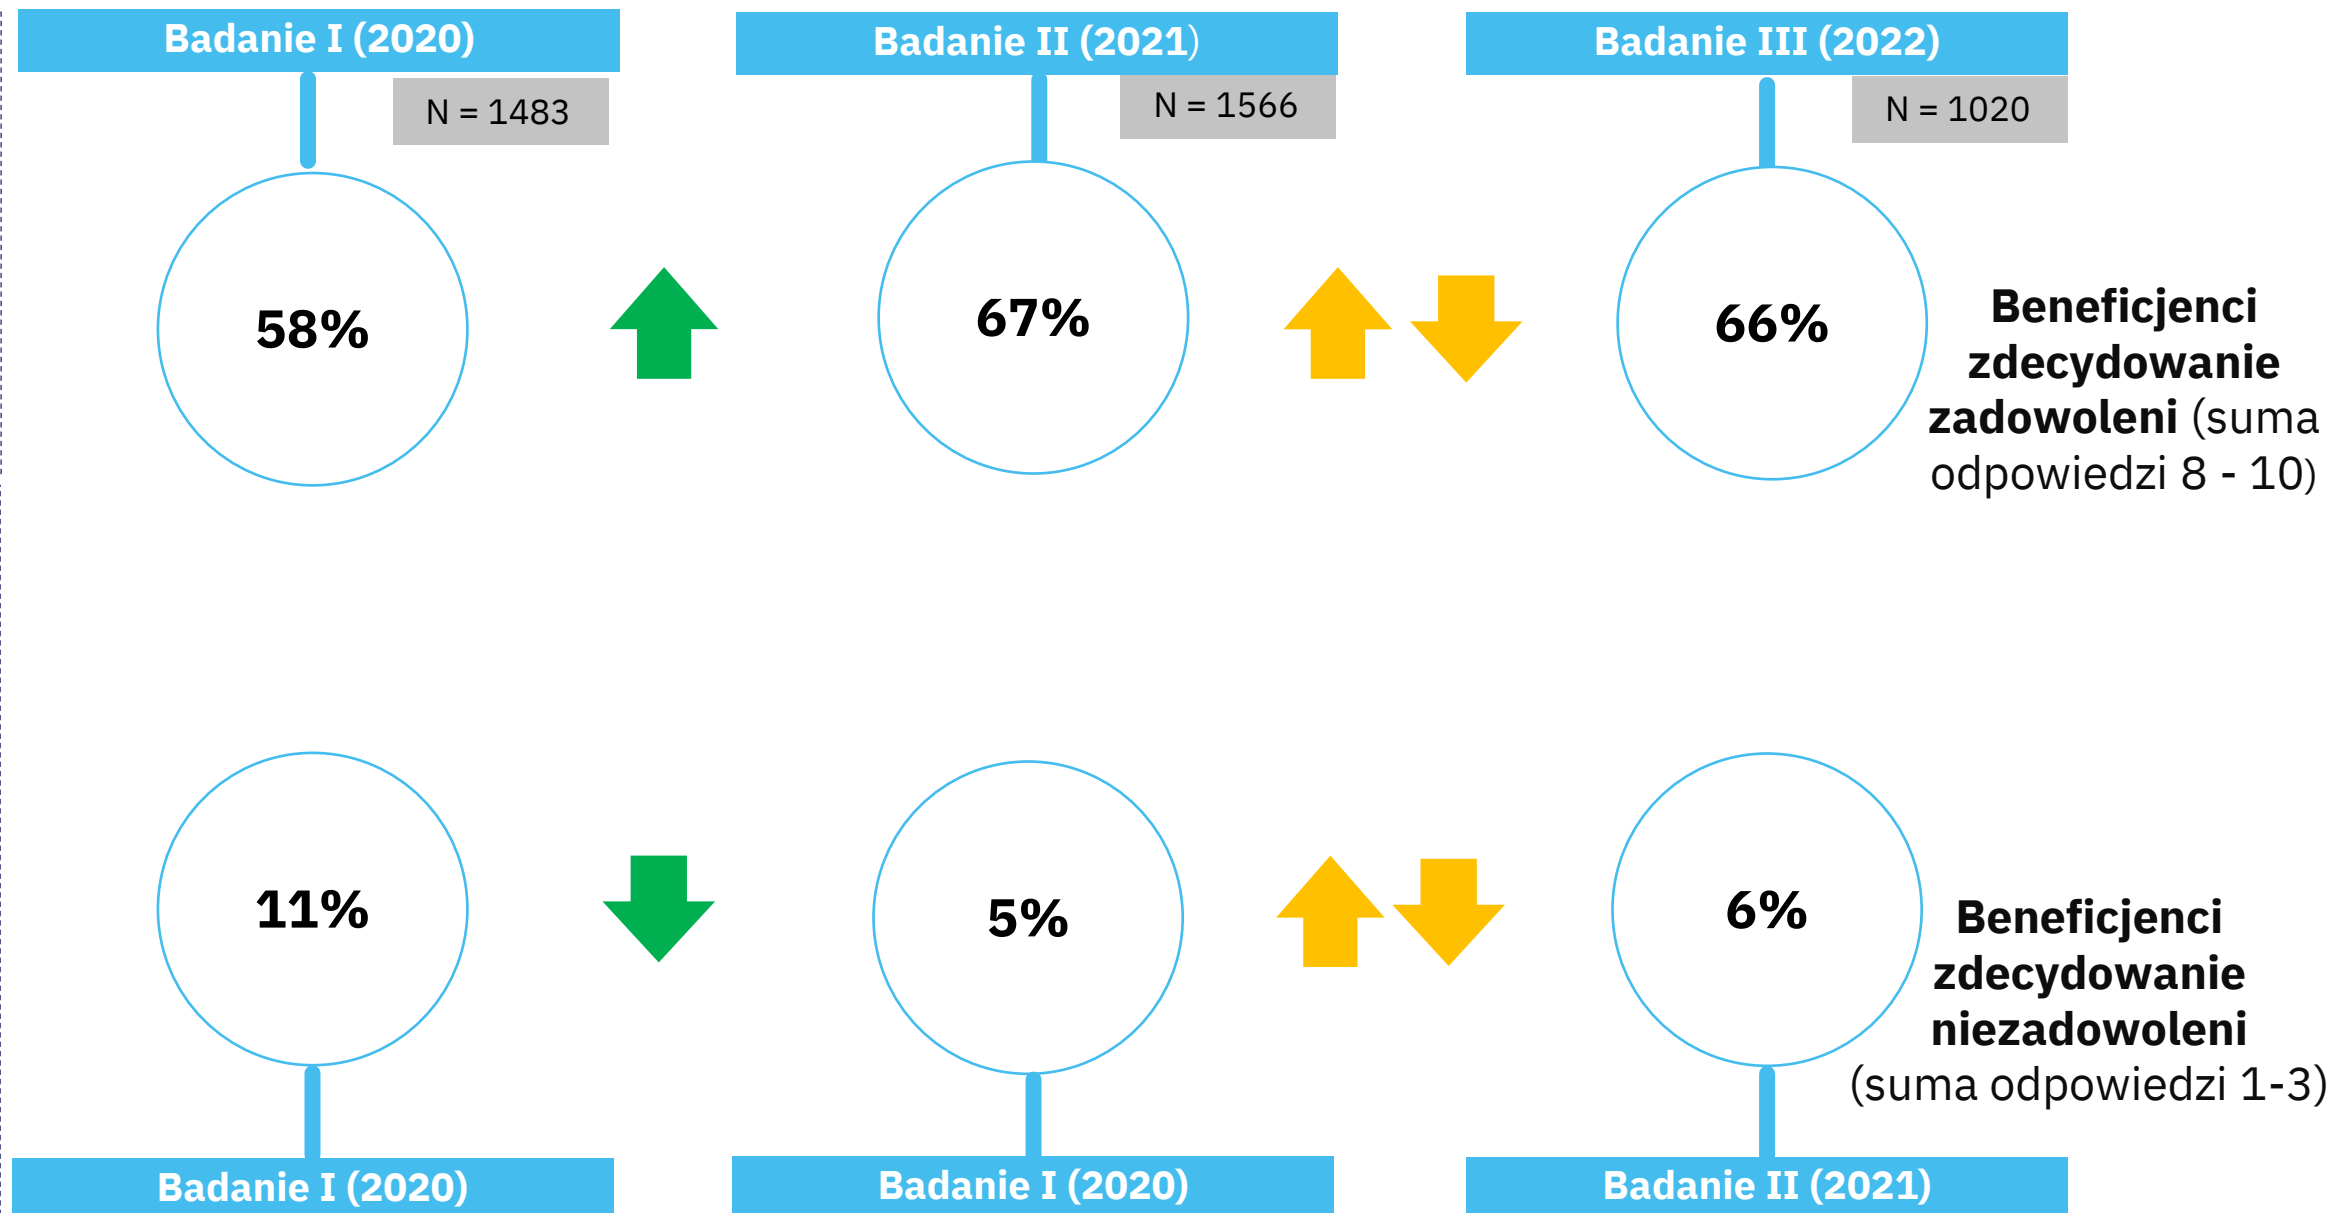 Badanie I (2020)
Badanie II (2021)
Badanie III (2022)
N = 1483
N = 1566
N = 1020
58%
67%
66%
Beneficjenci
zdecydowanie
zadowoleni (suma
odpowiedzi 8 - 10)
11%
5%
6%
Beneficjenci
zdecydowanie
niezadowoleni
(suma odpowiedzi 1-3)
Badanie I (2020)
Badanie I (2020)
Badanie II (2021)